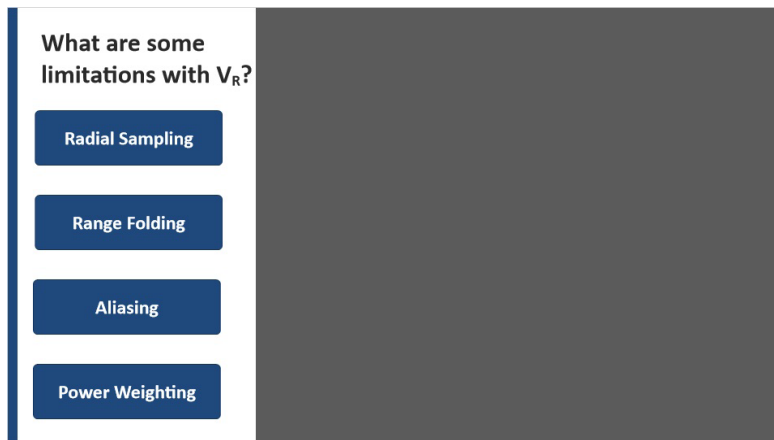 What are some
limitations with VR?
Radial Sampling
Range Folding
Aliasing
Power Weighting